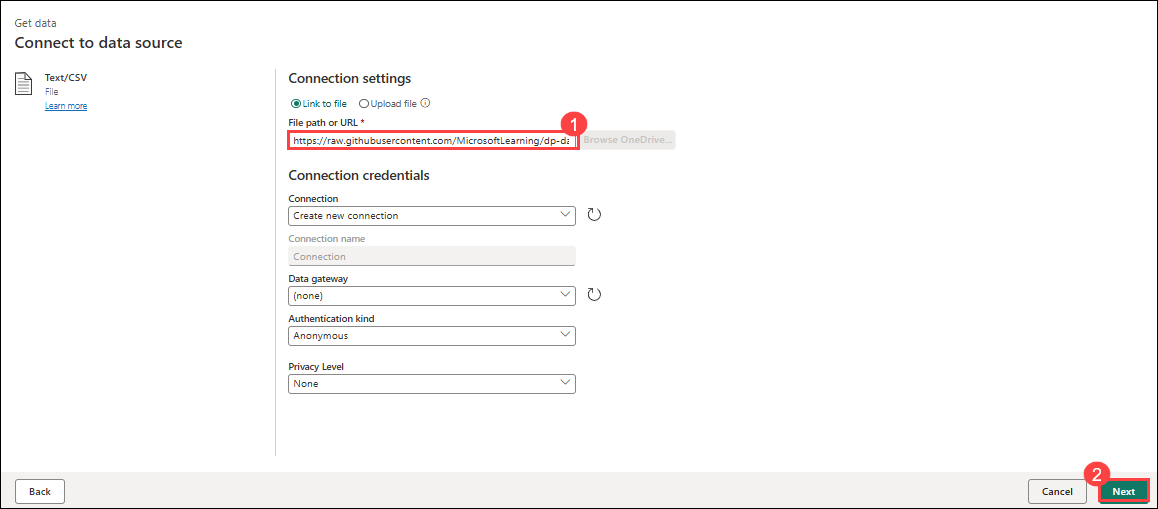 Get data
Connect to data source
Text/CSV
File
Learn more
Connection settings
Link to file Upload file
File path or URL *
1
https://raw.githubusercontent.com/MicrosoftLearning/dp-da
Browse OneDrive...
Connection credentials
Connection
Create new connection
Connection name
Connection
Data gateway
(none)
Authentication kind
Anonymous
Privacy Level
None
2
Back Cancel Next